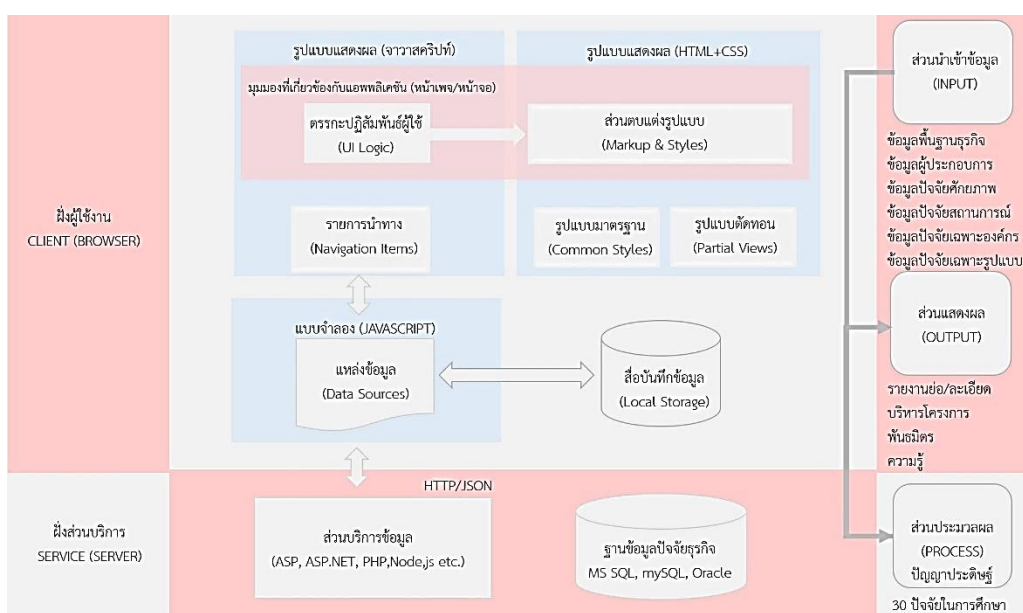 รูปแบบแสดงผล (จาวาสคริปท์)
รูปแบบแสดงผล (HTML+CSS)
มุมมองที่เกี่ยวข้องกับแอพพลิเคชัน (หน้าเพจ/หน้าจอ)
ตรรกะปฏิสัมพันธ์ผู้ใช้
(UI Logic)
ส่วนตบแต่งรูปแบบ
(Markup & Styles)
รายการนำทาง
(Navigation Items)
รูปแบบมาตรฐาน
(Common Styles)
รูปแบบตัดทอน
(Partial Views)
ฝั่งผู้ใช้งาน
CLIENT (BROWSER)
แบบจำลอง (JAVASCRIPT)
แหล่งข้อมูล
(Data Sources)
สื่อบันทึกข้อมูล
(Local Storage)
HTTP/JSON
ฝั่งส่วนบริการ
SERVICE (SERVER)
ส่วนบริการข้อมูล
(ASP, ASP.NET, PHP,Node,js etc.)
ฐานข้อมูลปัจจัยธุรกิจ
MS SQL, mySQL, Oracle
ส่วนนำเข้าข้อมูล
(INPUT)
ข้อมูลพื้นฐานธุรกิจ
ข้อมูลผู้ประกอบการ
ข้อมูลปัจจัยศักยภาพ
ข้อมูลปัจจัยสถานการณ์
ข้อมูลปัจจัยเฉพาะองค์กร
ข้อมูลปัจจัยเฉพาะรูปแบบ
ส่วนแสดงผล
(OUTPUT)
รายงานย่อ/ละเอียด
บริหารโครงการ
พันธมิตร
ความรู้
ส่วนประมวลผล
(PROCESS)
ปัญญาประดิษฐ์
30 ปัจจัยในการศึกษา